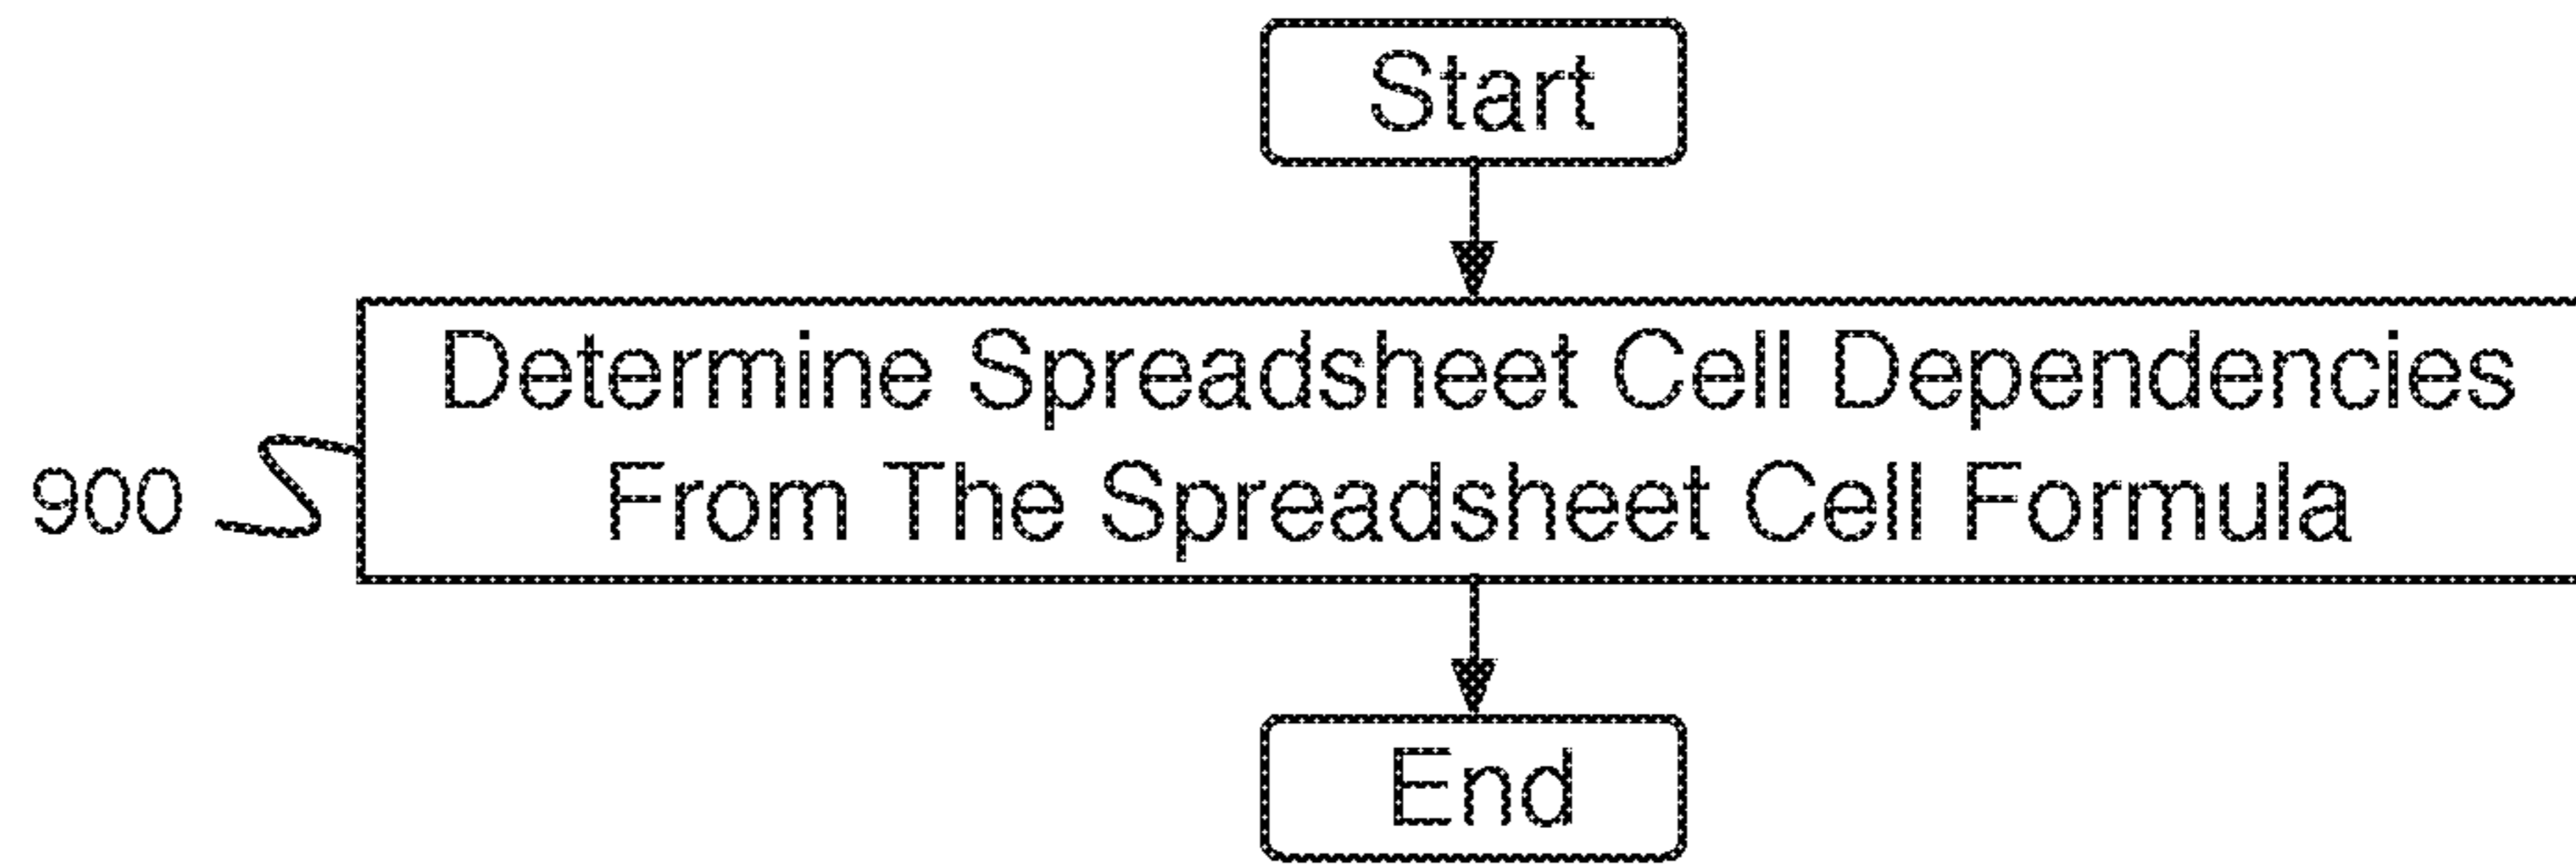 Start
Determine Spreadsheet Cell Dependencies
From The Spreadsheet Cell Formula
900
End